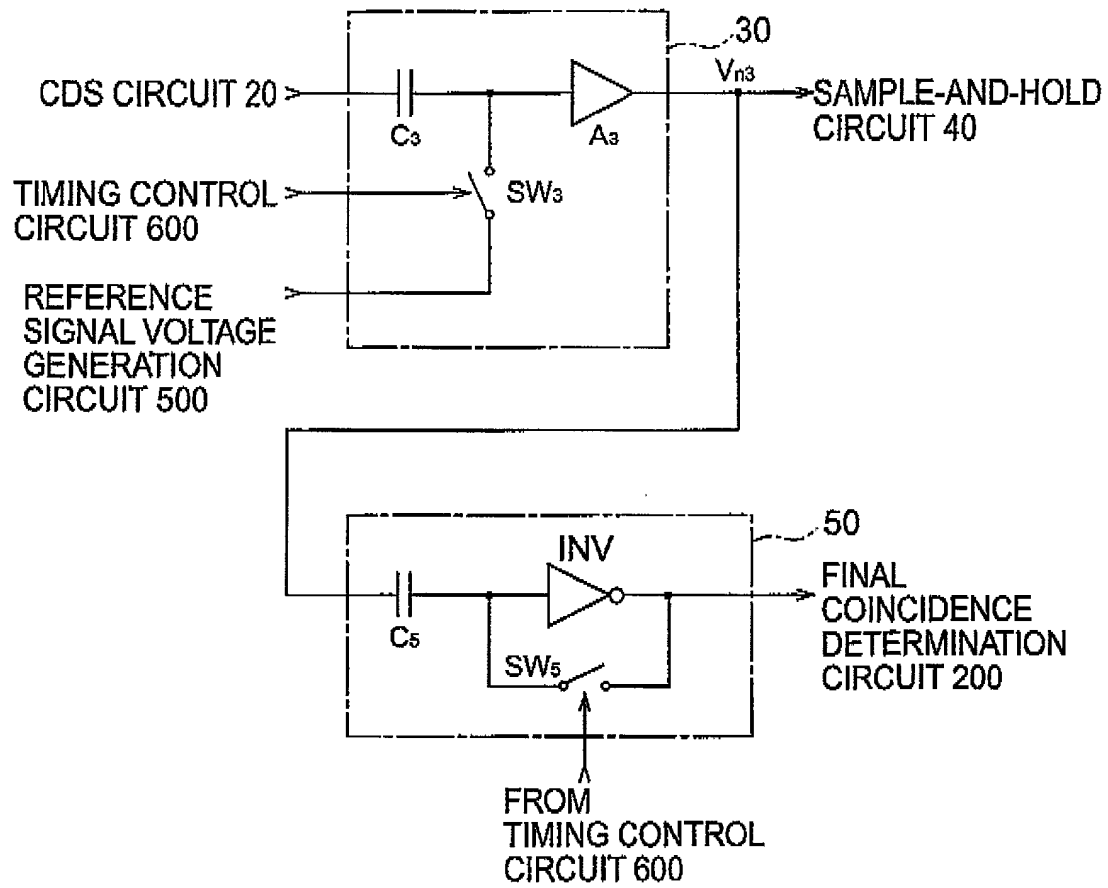 30
Vn3
CDS CIRCUIT 20
SAMPLE-AND-HOLD
CIRCUIT 40
C3
A3
TIMING CONTROL
CIRCUIT 600
SW3
REFERENCE
SIGNAL VOLTAGE
GENERATION
CIRCUIT 500
50
INV
FINAL
COINCIDENCE
DETERMINATION
CIRCUIT 200
C5
SW5
FROM
TIMING CONTROL
CIRCUIT 600